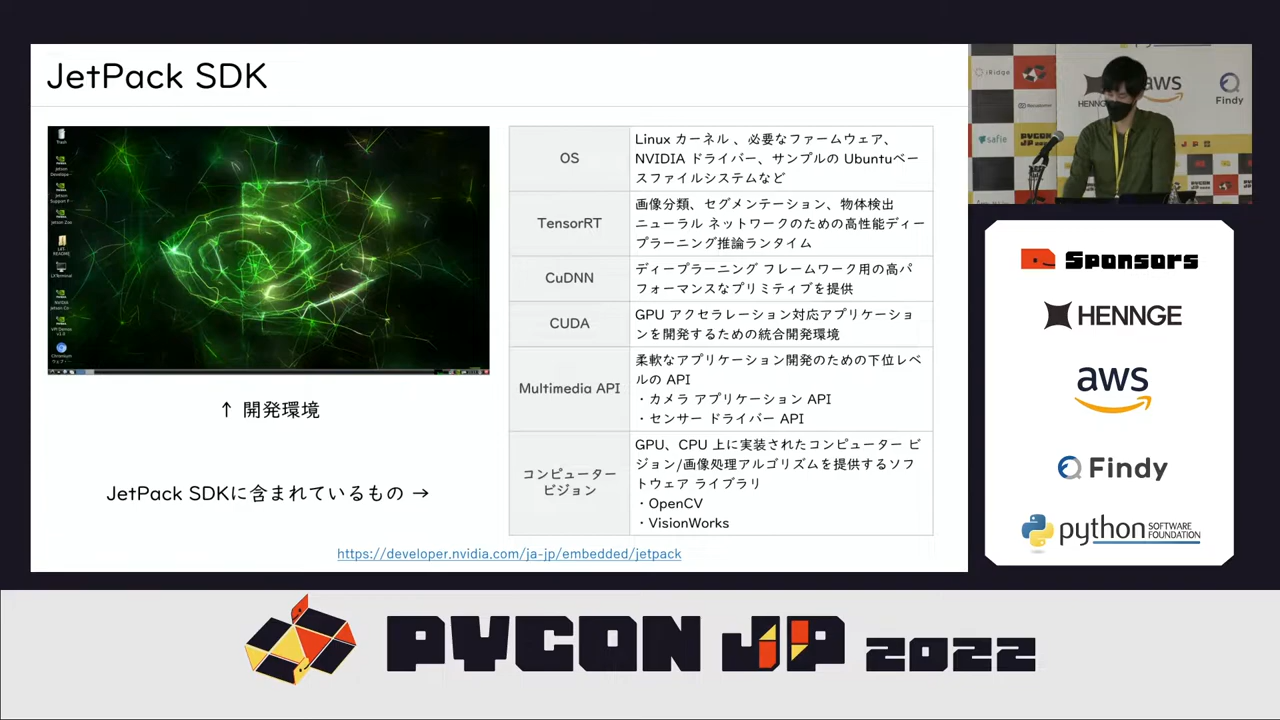 JetPack SDK
↑ 開発環境
JetPack SDKに含まれているもの →
OS
Linux カーネル 、必要なファームウェア、
NVIDIA ドライバー、サンプルの Ubuntuベー
スファイルシステムなど
TensorRT
画像分類、セグメンテーション、物体検出
ニューラル ネットワークのための高性能ディー
プラーニング推論ランタイム
CuDNN
ディープラーニング フレームワーク用の高パ
フォーマンスなプリミティブを提供
CUDA
GPU アクセラレーション対応アプリケーショ
ンを開発するための統合開発環境
Multimedia API
柔軟なアプリケーション開発のための下位レベ
ルの API
・カメラ アプリケーション API
・センサー ドライバー API
コンピューター
ビジョン
GPU、CPU 上に実装されたコンピューター ビ
ジョン/画像処理アルゴリズムを提供するソフ
トウェア ライブラリ
・OpenCV
・VisionWorks
https://developer.nvidia.com/ja-jp/embedded/jetpack
iRidge
HENNGE
aws
Findy
safie
PYCON
Sponsors
HENNGE
aws
Findy
python SOFTWARE
FOUNDATION
PYCON JP 2022